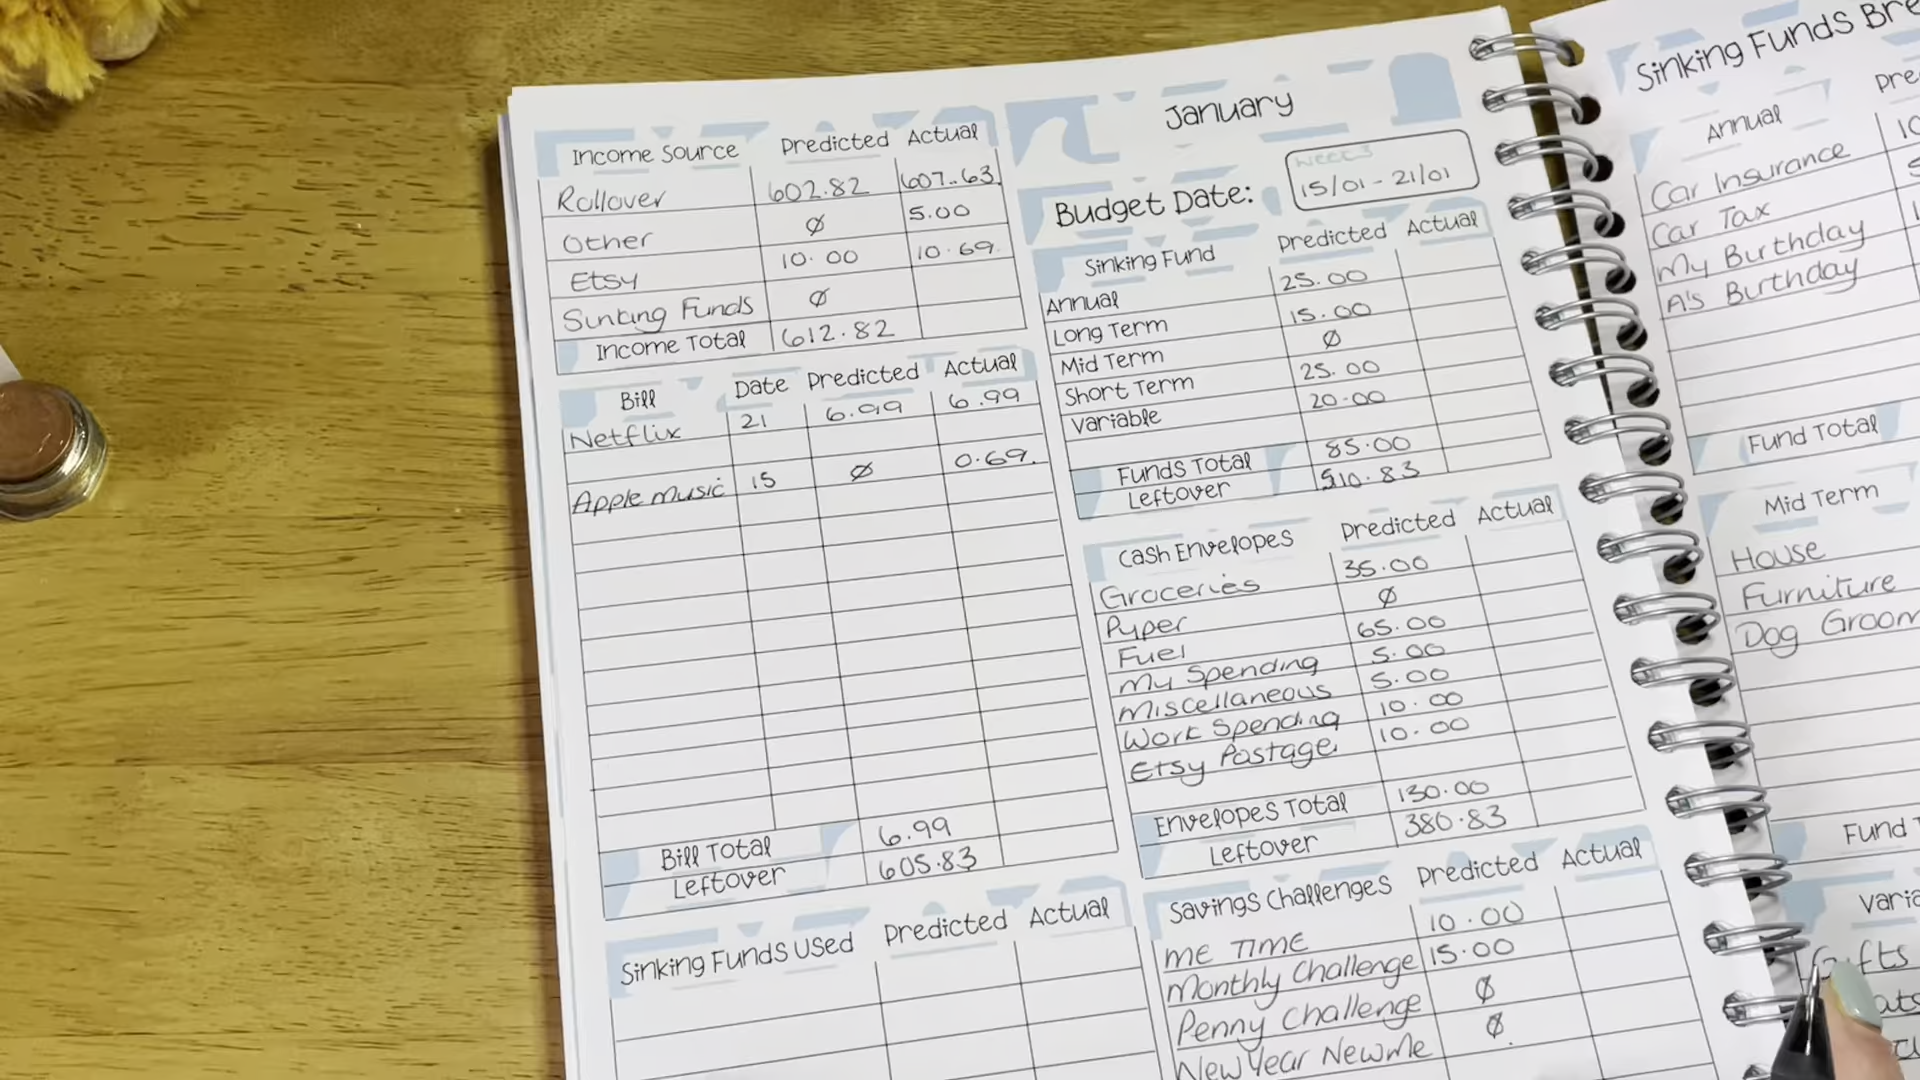 Income Source Predicted Actual
Rollover 602.82 607.63
Other ∅ 5.00
Etsy 10.00 10.69
Sinking Funds ∅
Income Total 612.82
Bill Date Predicted Actual
Netflix 21 6.99 6.99
Apple Music 15 ∅ 0.69.
Bill Total 6.99
Leftover 605.83
Sinking Funds Used Predicted Actual
January
Week 3
Budget Date: 15/01 - 21/01
Sinking Fund Predicted Actual
Annual 25.00
Long Term 15.00
Mid Term ∅
Short Term 25.00
Variable 20.00
Funds Total 85.00
Leftover 510.83
Cash Envelopes Predicted Actual
Groceries 35.00
Pyper ∅
Fuel 65.00
My Spending 5.00
Miscellaneous 5.00
Work Spending 10.00
Etsy Postage 10.00
Envelopes Total 130.00
Leftover 380.83
Savings Challenges Predicted Actual
ME TIME 10.00
Monthly Challenge 15.00
Penny Challenge ∅
New Year New Me ∅
Sinking Funds Bre
Annual Pre
Car Insurance 10
Car Tax 5
My Birthday
A's Birthday
Fund Total
Mid Term
House
Furniture
Dog Groom
Fund T
Varia
Gifts